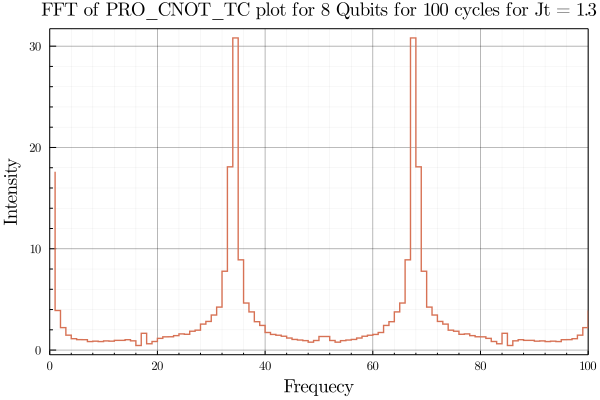 FFT of PRO_CNOT_TC plot for 8 Qubits for 100 cycles for Jt = 1.3
30
20
10
0
Intensity
0 20 40 60 80 100
Frequecy